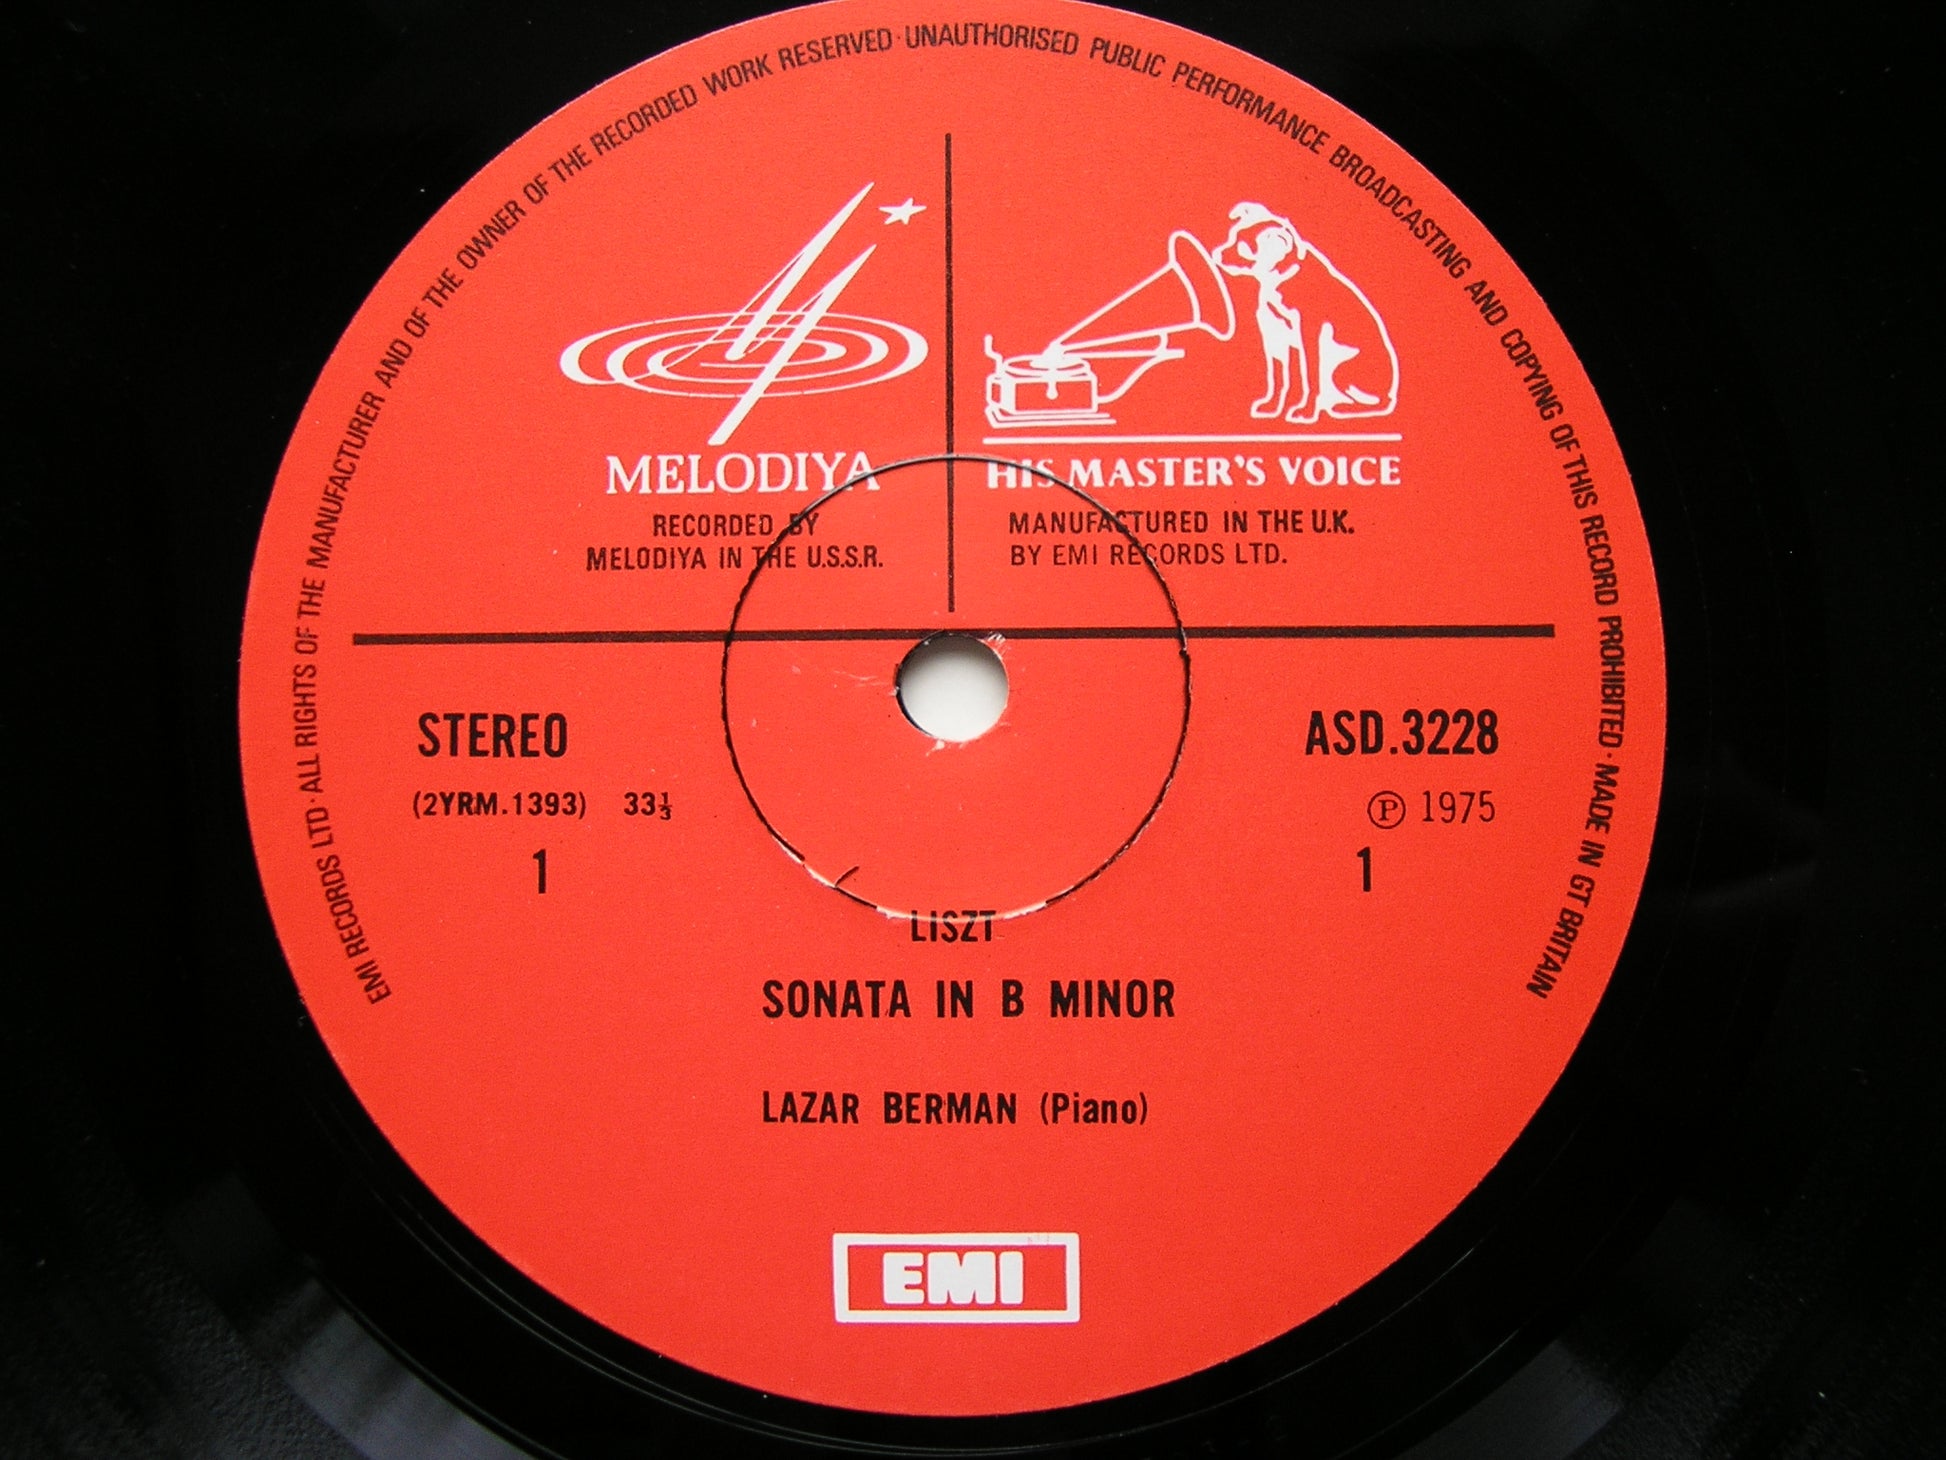 EMI RECORDS LTD · ALL RIGHTS OF THE MANUFACTURER AND OF THE OWNER OF THE RECORDED WORK RESERVED · UNAUTHORISED PUBLIC PERFORMANCE BROADCASTING AND COPYING OF THIS RECORD PROHIBITED · MADE IN GT BRITAIN
MELODIYA
RECORDED BY
MELODIYA IN THE U.S.S.R.
HIS MASTER'S VOICE
MANUFACTURED IN THE U.K.
BY EMI RECORDS LTD.
STEREO
(2YRM.1393) 33⅓
1
ASD.3228
℗ 1975
1
LISZT
SONATA IN B MINOR
LAZAR BERMAN (Piano)
EMI